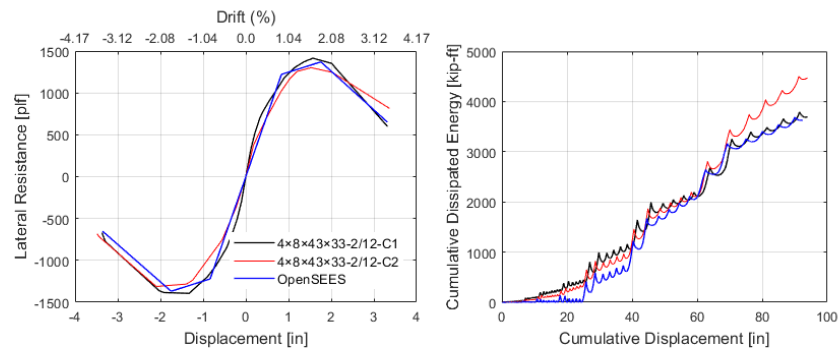 Drift (%)
-4.17 -3.12 -2.08 -1.04 0.0 1.04 2.08 3.12 4.17
1500
1000
500
0
-500
-1000
-1500
Lateral Resistance [plf]
4×8×43×33-2/12-C1
4×8×43×33-2/12-C2
OpenSEES
-4 -3 -2 -1 0 1 2 3 4
Displacement [in]
5000
4000
3000
2000
1000
0
Cumulative Dissipated Energy [kip-ft]
0 20 40 60 80 100
Cumulative Displacement [in]